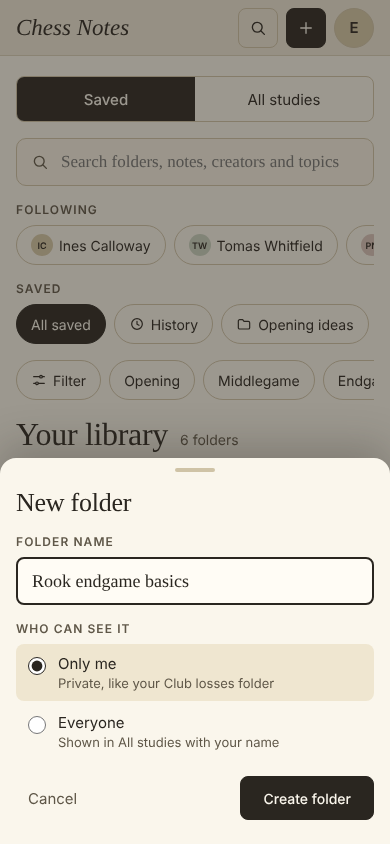 Chess Notes
E
Saved
All studies
Search folders, notes, creators and topics
FOLLOWING
IC Ines Calloway
TW Tomas Whitfield
SAVED
All saved
History
Opening ideas
Filter
Opening
Middlegame
Your library
6 folders
New folder
FOLDER NAME
Rook endgame basics
WHO CAN SEE IT
Only me
Private, like your Club losses folder
Everyone
Shown in All studies with your name
Cancel
Create folder